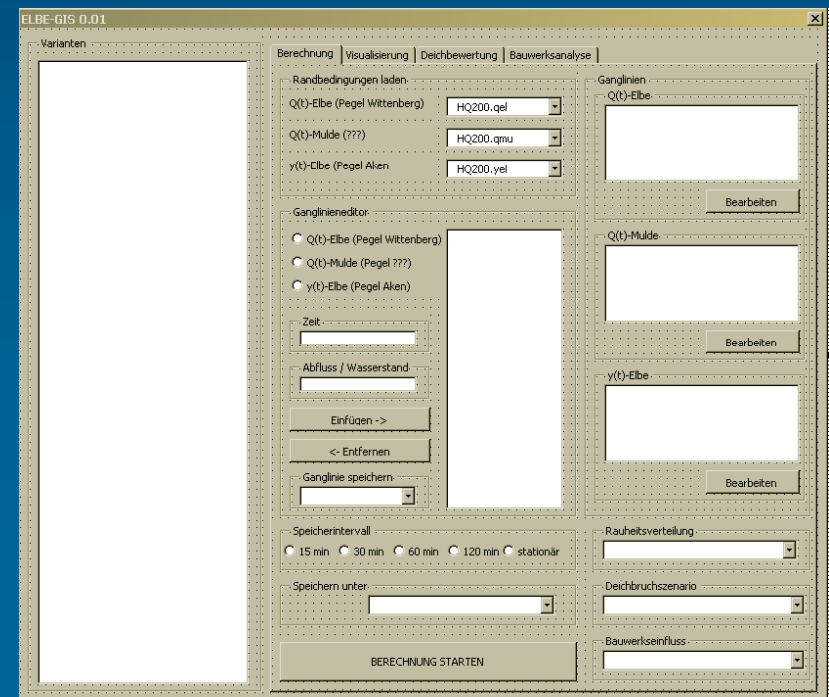 ELBE-GIS 0.01
Varianten
Berechnung
Visualisierung
Deichbewertung
Bauwerksanalyse
Randbedingungen laden
Q(t)-Elbe (Pegel Wittenberg)
HQ200.qel
Q(t)-Mulde (???)
HQ200.qmu
y(t)-Elbe (Pegel Aken
HQ200.yel
Ganglinieneditor
Q(t)-Elbe (Pegel Wittenberg)
Q(t)-Mulde (Pegel ???)
y(t)-Elbe (Pegel Aken)
Zeit
Abfluss / Wasserstand
Einfügen ->
<- Entfernen
Ganglinie speichern
Ganglinien
Q(t)-Elbe
Bearbeiten
Q(t)-Mulde
Bearbeiten
y(t)-Elbe
Bearbeiten
Speicherintervall
15 min 30 min 60 min 120 min stationär
Speichern unter
BERECHNUNG STARTEN
Rauheitsverteilung
Deichbruchszenario
Bauwerkseinfluss